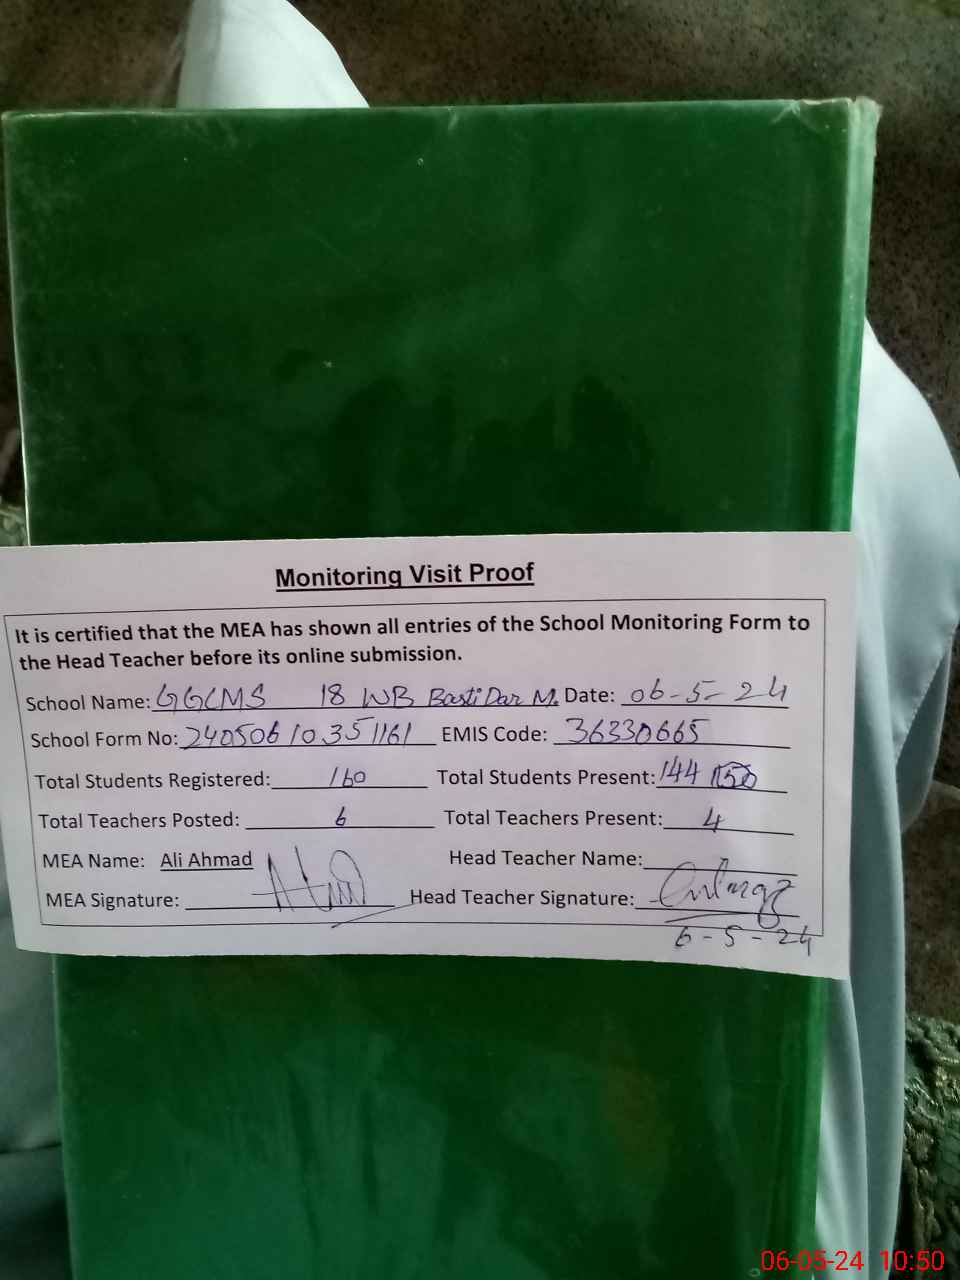 Monitoring Visit Proof
It is certified that the MEA has shown all entries of the School Monitoring Form to
the Head Teacher before its online submission.
School Name: GGCMS 18 WB Basti Dar M. Date: 06-5-24
School Form No: 24050610351161 EMIS Code: 36330665
Total Students Registered: 160 Total Students Present: 144 150
Total Teachers Posted: 6 Total Teachers Present: 4
MEA Name: Ali Ahmad Head Teacher Name:
MEA Signature: Head Teacher Signature:
6-5-24
06-05-24 10:50